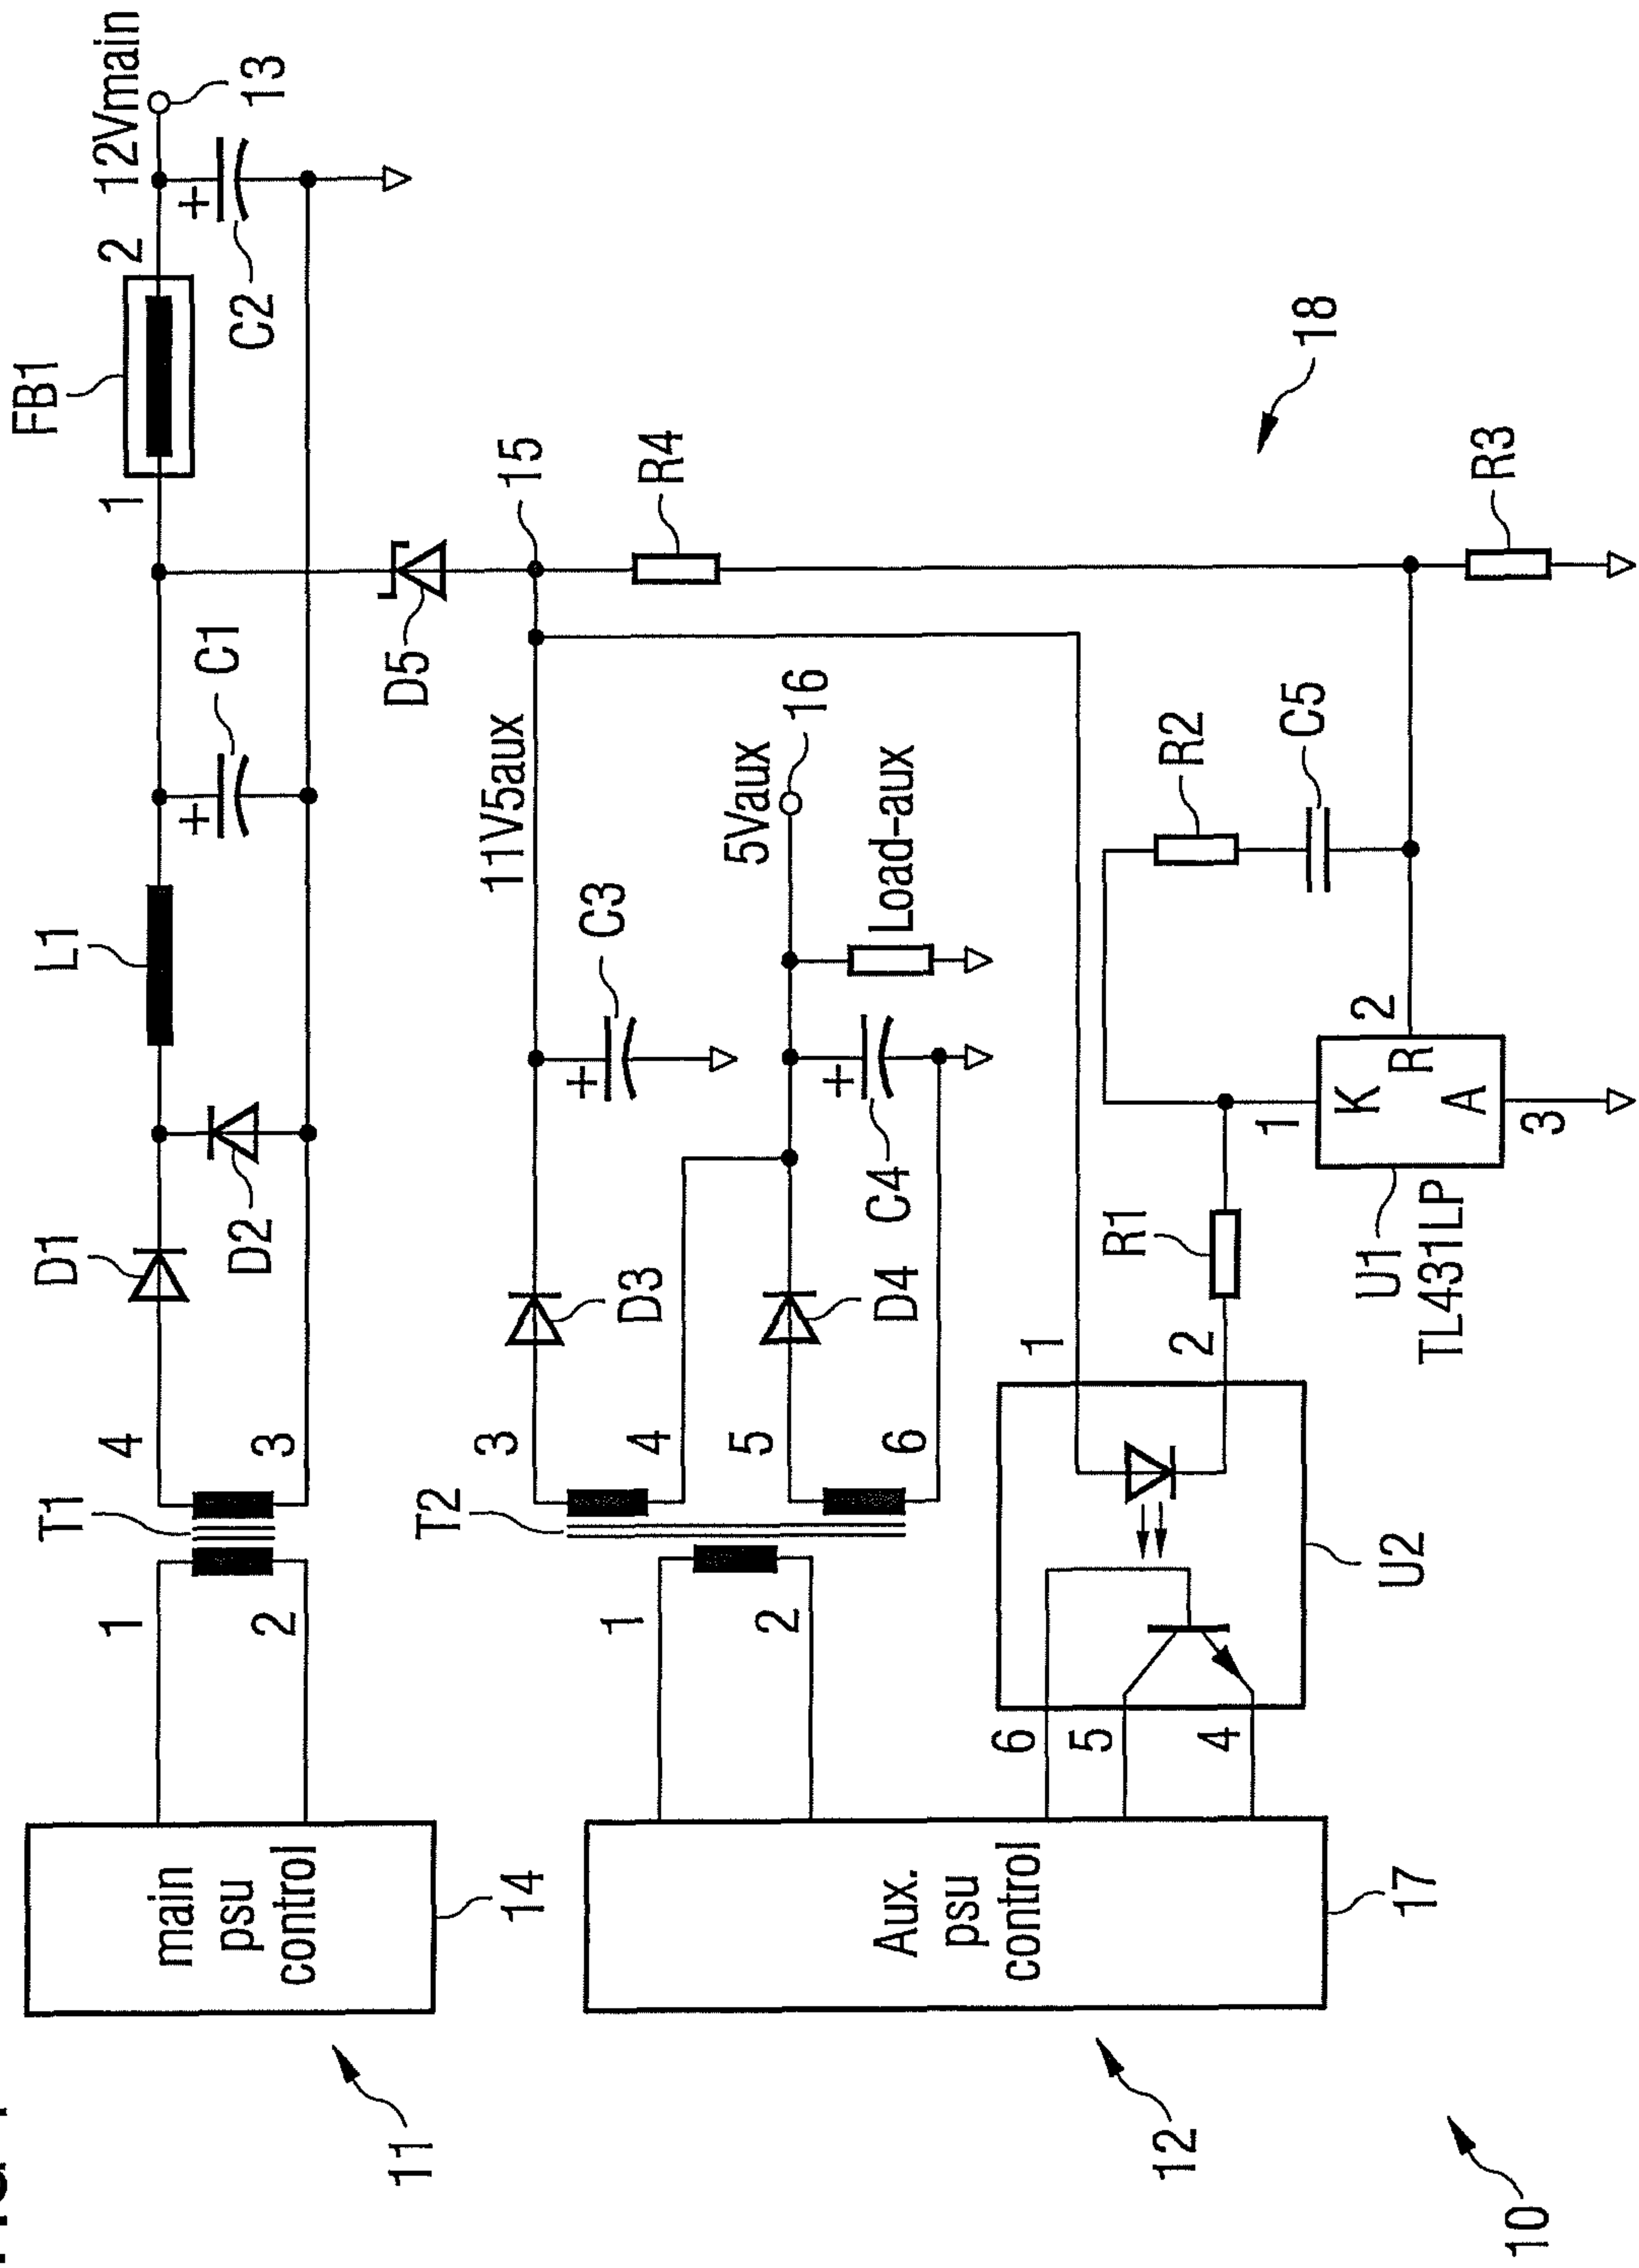 FB1
12Vmain
1
2
13
L1
C1
C2
D1
D2
T1
4
3
1
2
main
psu
control
14
11
D5
15
R4
11V5aux
C3
5Vaux
16
Load-aux
D3
D4
C4
T2
3
4
5
6
1
2
Aux.
psu
control
17
12
18
R3
R2
C5
R1
1
2
1
K
R
A
2
3
U1
TL431LP
U2
6
5
4
10